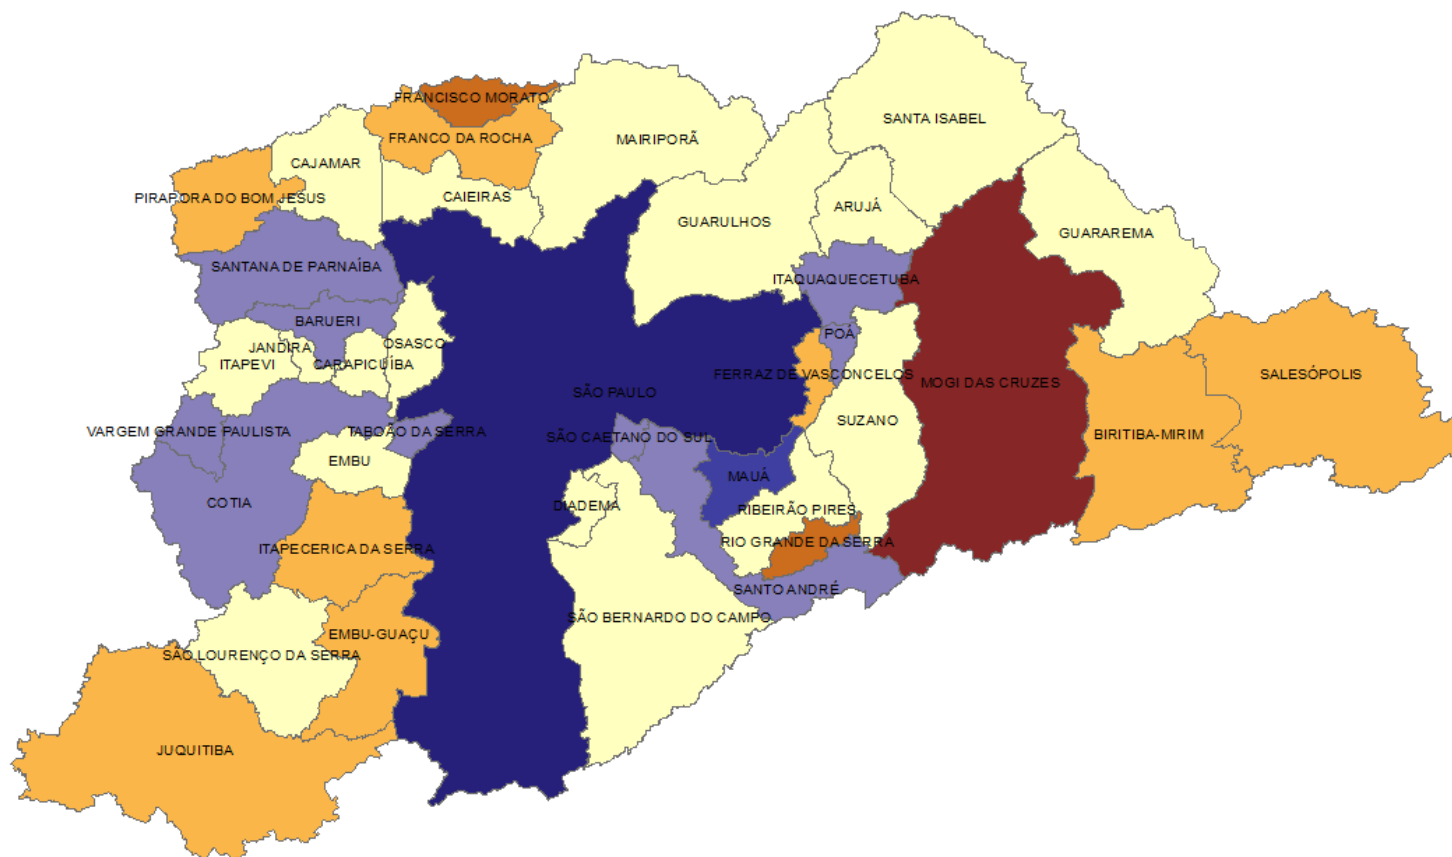 FRANCISCO MORATO
SANTA ISABEL
FRANCO DA ROCHA
MAIRIPORÃ
CAJAMAR
PIRAPORA DO BOM JESUS
CAIEIRAS
ARUJÁ
GUARULHOS
GUARAREMA
SANTANA DE PARNAÍBA
ITAQUAQUECETUBA
BARUERI
POÁ
JANDIRA
OSASCO
ITAPEVI
CARAPICUÍBA
FERRAZ DE VASCONCELOS
SALESÓPOLIS
MOGI DAS CRUZES
SÃO PAULO
SUZANO
VARGEM GRANDE PAULISTA
TABOÃO DA SERRA
BIRITIBA-MIRIM
SÃO CAETANO DO SUL
EMBU
MAUÁ
COTIA
DIADEMA
RIBEIRÃO PIRES
RIO GRANDE DA SERRA
ITAPECERICA DA SERRA
SANTO ANDRÉ
SÃO BERNARDO DO CAMPO
EMBU-GUAÇU
SÃO LOURENÇO DA SERRA
JUQUITIBA